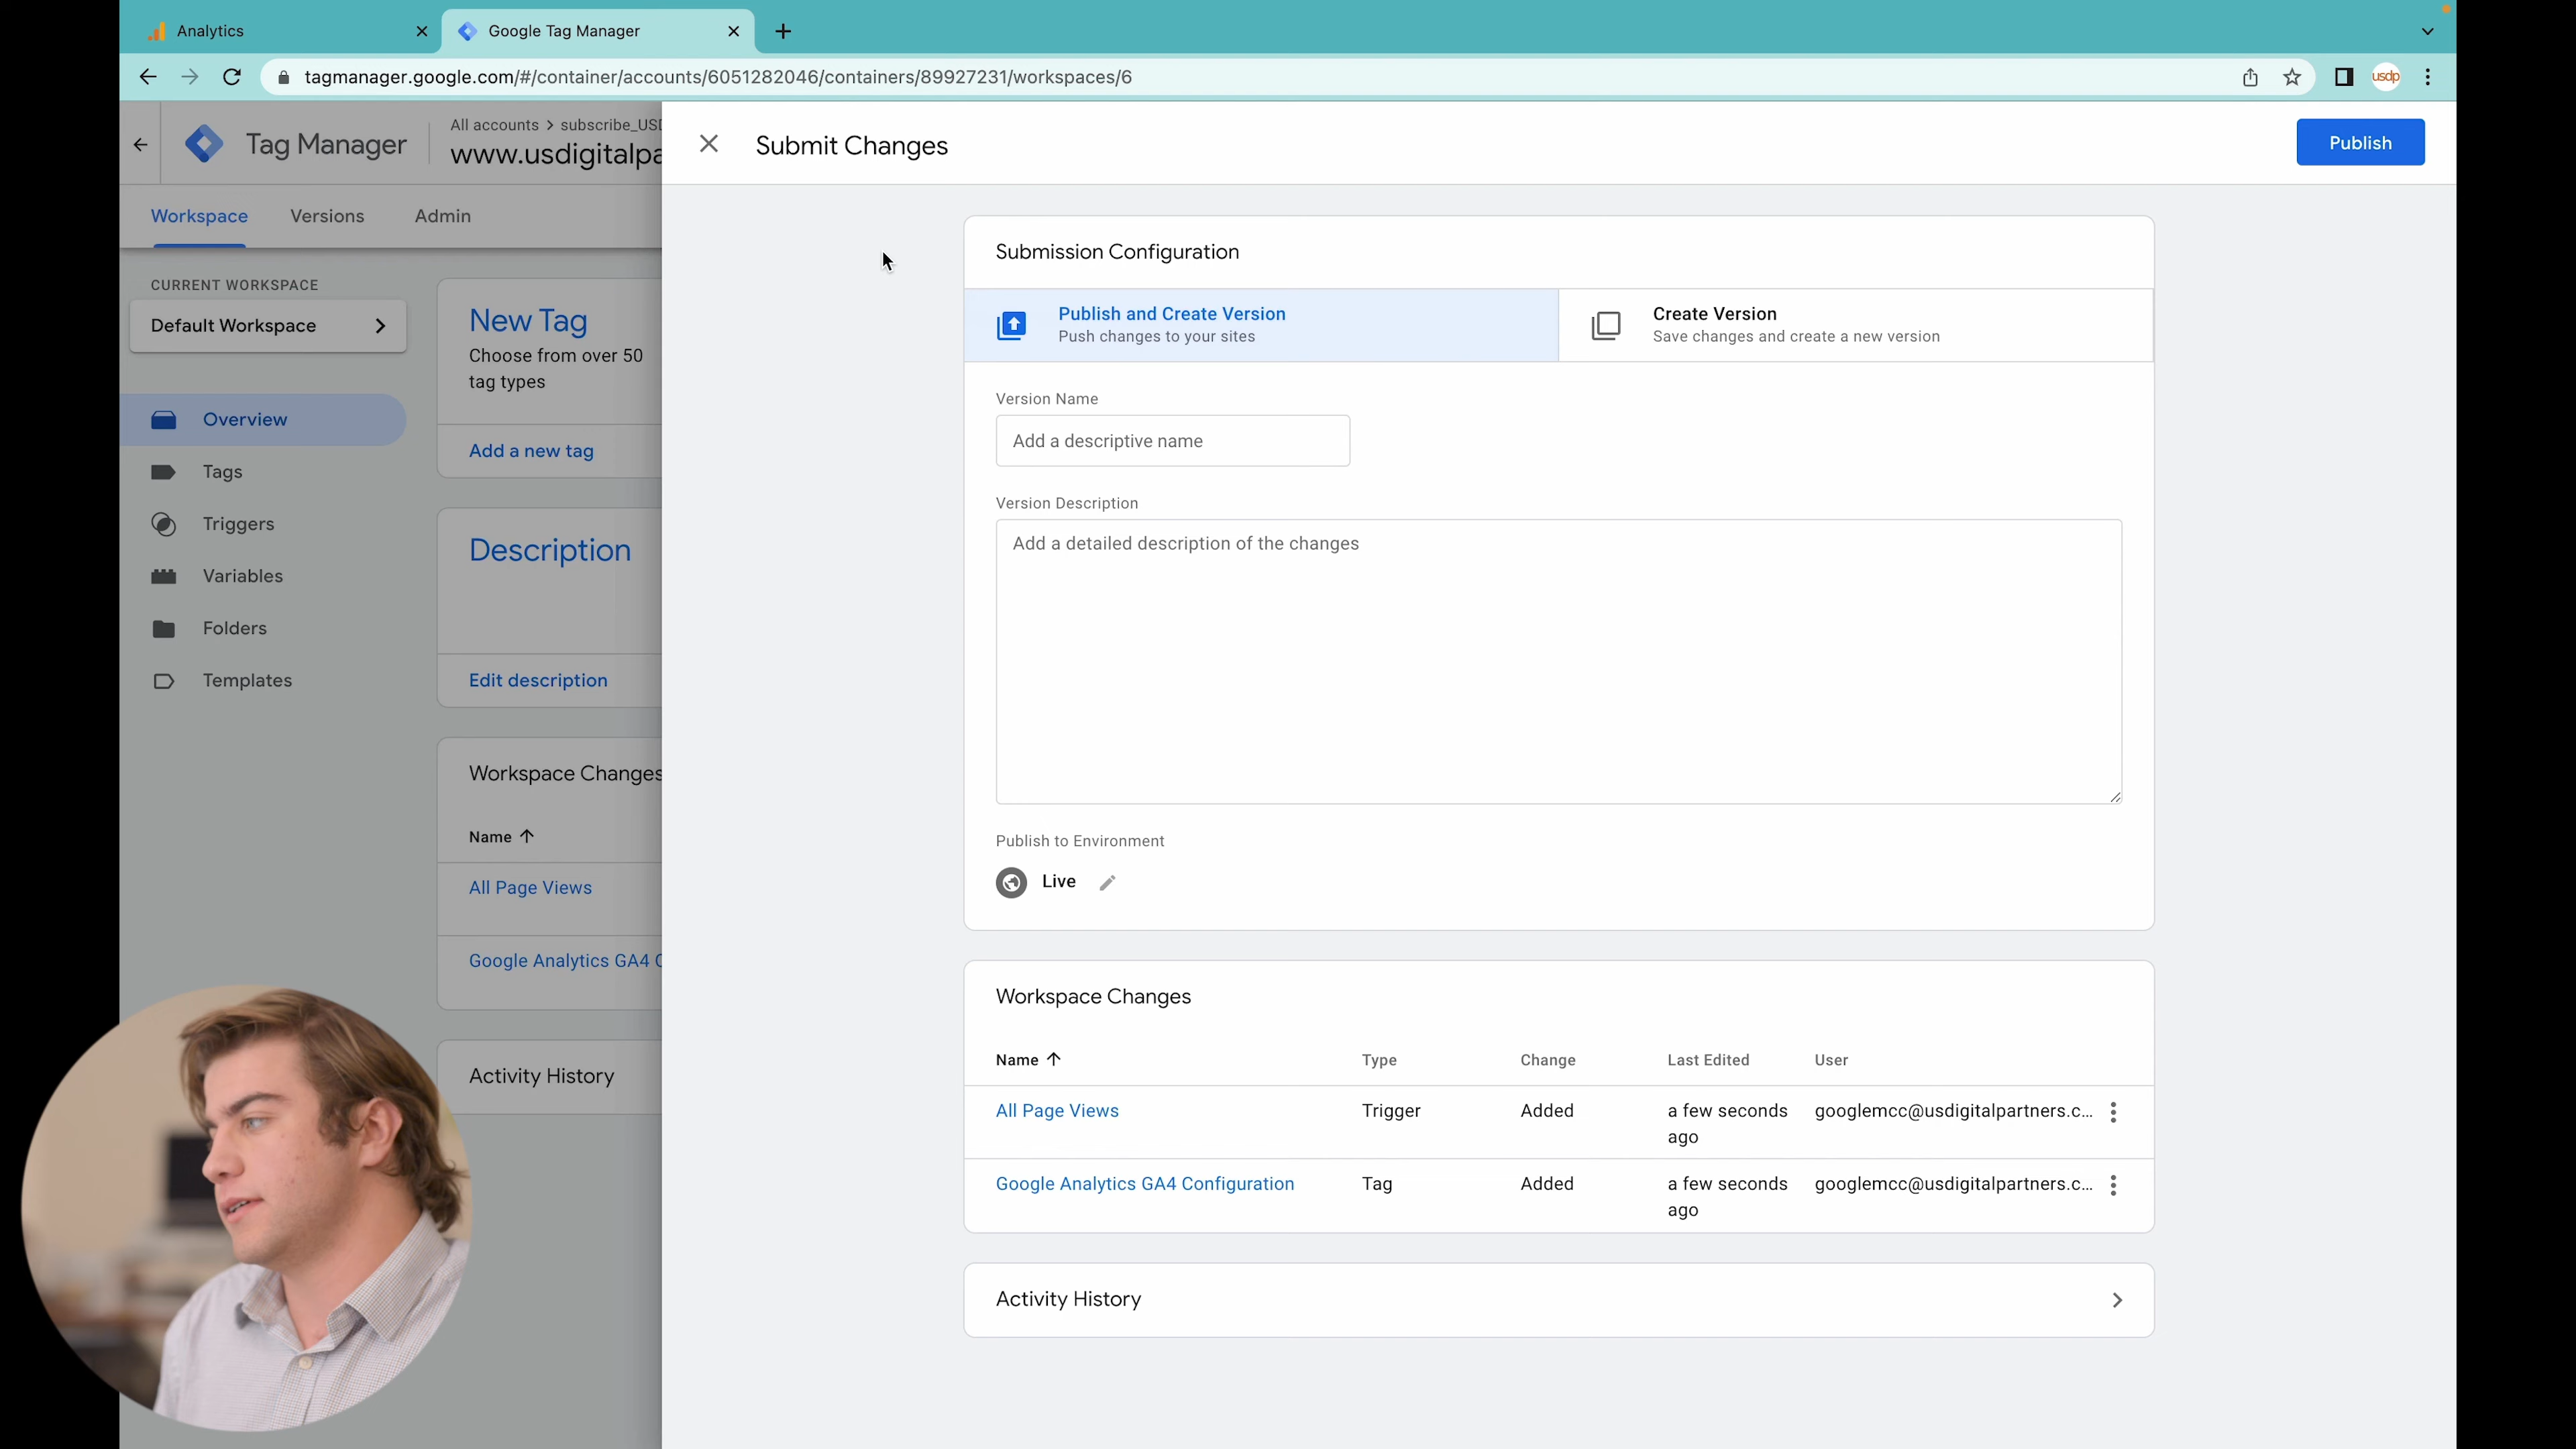 Analytics
Google Tag Manager
tagmanager.google.com/#/container/accounts/6051282046/containers/89927231/workspaces/6
usdp
Tag Manager
All accounts > subscribe_USD
www.usdigitalpa
Submit Changes
Publish
Workspace
Versions
Admin
CURRENT WORKSPACE
Default Workspace
Overview
Tags
Triggers
Variables
Folders
Templates
New Tag
Choose from over 50
tag types
Add a new tag
Description
Edit description
Workspace Changes
Name
All Page Views
Google Analytics GA4 C
Activity History
Submission Configuration
Publish and Create Version
Push changes to your sites
Create Version
Save changes and create a new version
Version Name
Add a descriptive name
Version Description
Add a detailed description of the changes
Publish to Environment
Live
Workspace Changes
Name Type Change Last Edited User
All Page Views Trigger Added a few seconds googlemcc@usdigitalpartners.c...
ago
Google Analytics GA4 Configuration Tag Added a few seconds googlemcc@usdigitalpartners.c...
ago
Activity History